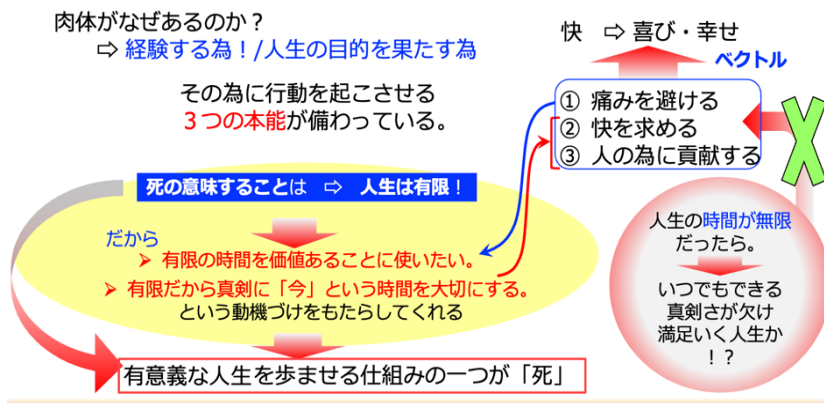 肉体がなぜあるのか？
⇨ 経験する為！/人生の目的を果たす為
その為に行動を起こさせる
３つの本能が備わっている。
快 ⇨ 喜び・幸せ
ベクトル
① 痛みを避ける
② 快を求める
③ 人の為に貢献する
死の意味することは ⇨ 人生は有限！
だから
➢ 有限の時間を価値あることに使いたい。
➢ 有限だから真剣に「今」という時間を大切にする。
という動機づけをもたらしてくれる
有意義な人生を歩ませる仕組みの一つが「死」
人生の時間が無限
だったら。
いつでもできる
真剣さが欠け
満足いく人生か
！？